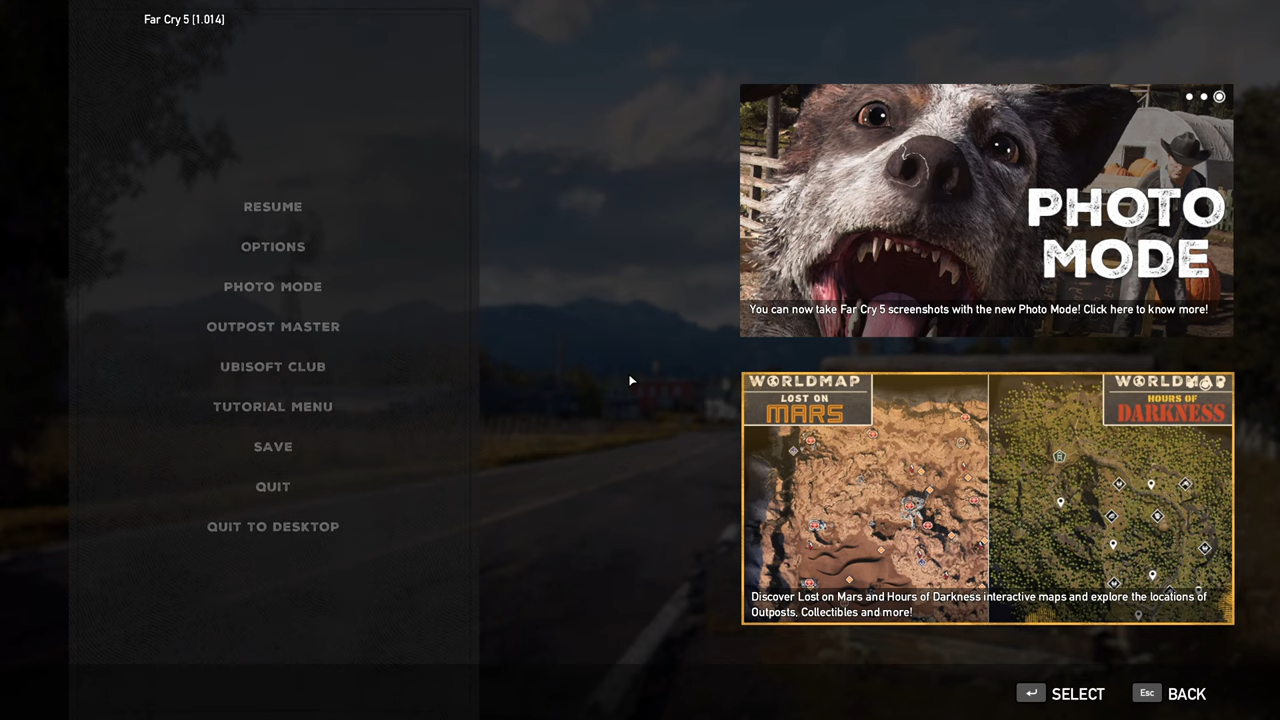 Far Cry 5 [1.014]
RESUME
OPTIONS
PHOTO MODE
OUTPOST MASTER
UBISOFT CLUB
TUTORIAL MENU
SAVE
QUIT
QUIT TO DESKTOP
PHOTO
MODE
You can now take Far Cry 5 screenshots with the new Photo Mode! Click here to know more!
WORLDMAP
LOST ON
MARS
WORLDMAP
HOURS OF
DARKNESS
Discover Lost on Mars and Hours of Darkness interactive maps and explore the locations of
Outposts, Collectibles and more!
SELECT
Esc BACK